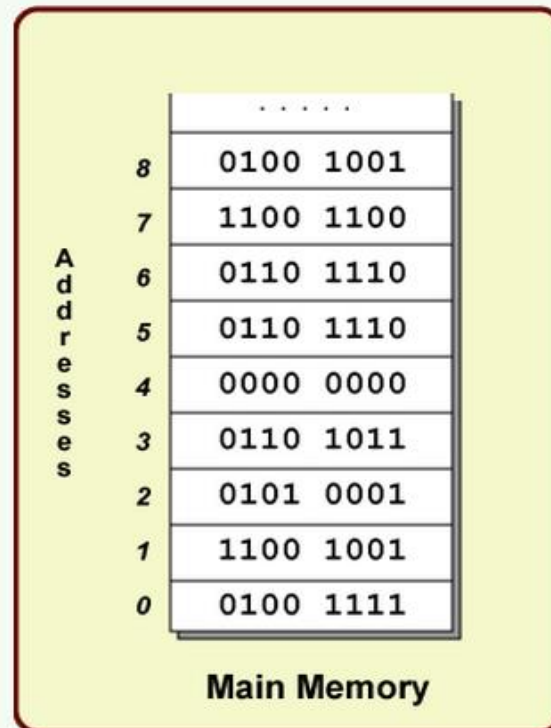 . . . . .
8 0100 1001
7 1100 1100
6 0110 1110
5 0110 1110
4 0000 0000
3 0110 1011
2 0101 0001
1 1100 1001
0 0100 1111
Addresses
Main Memory